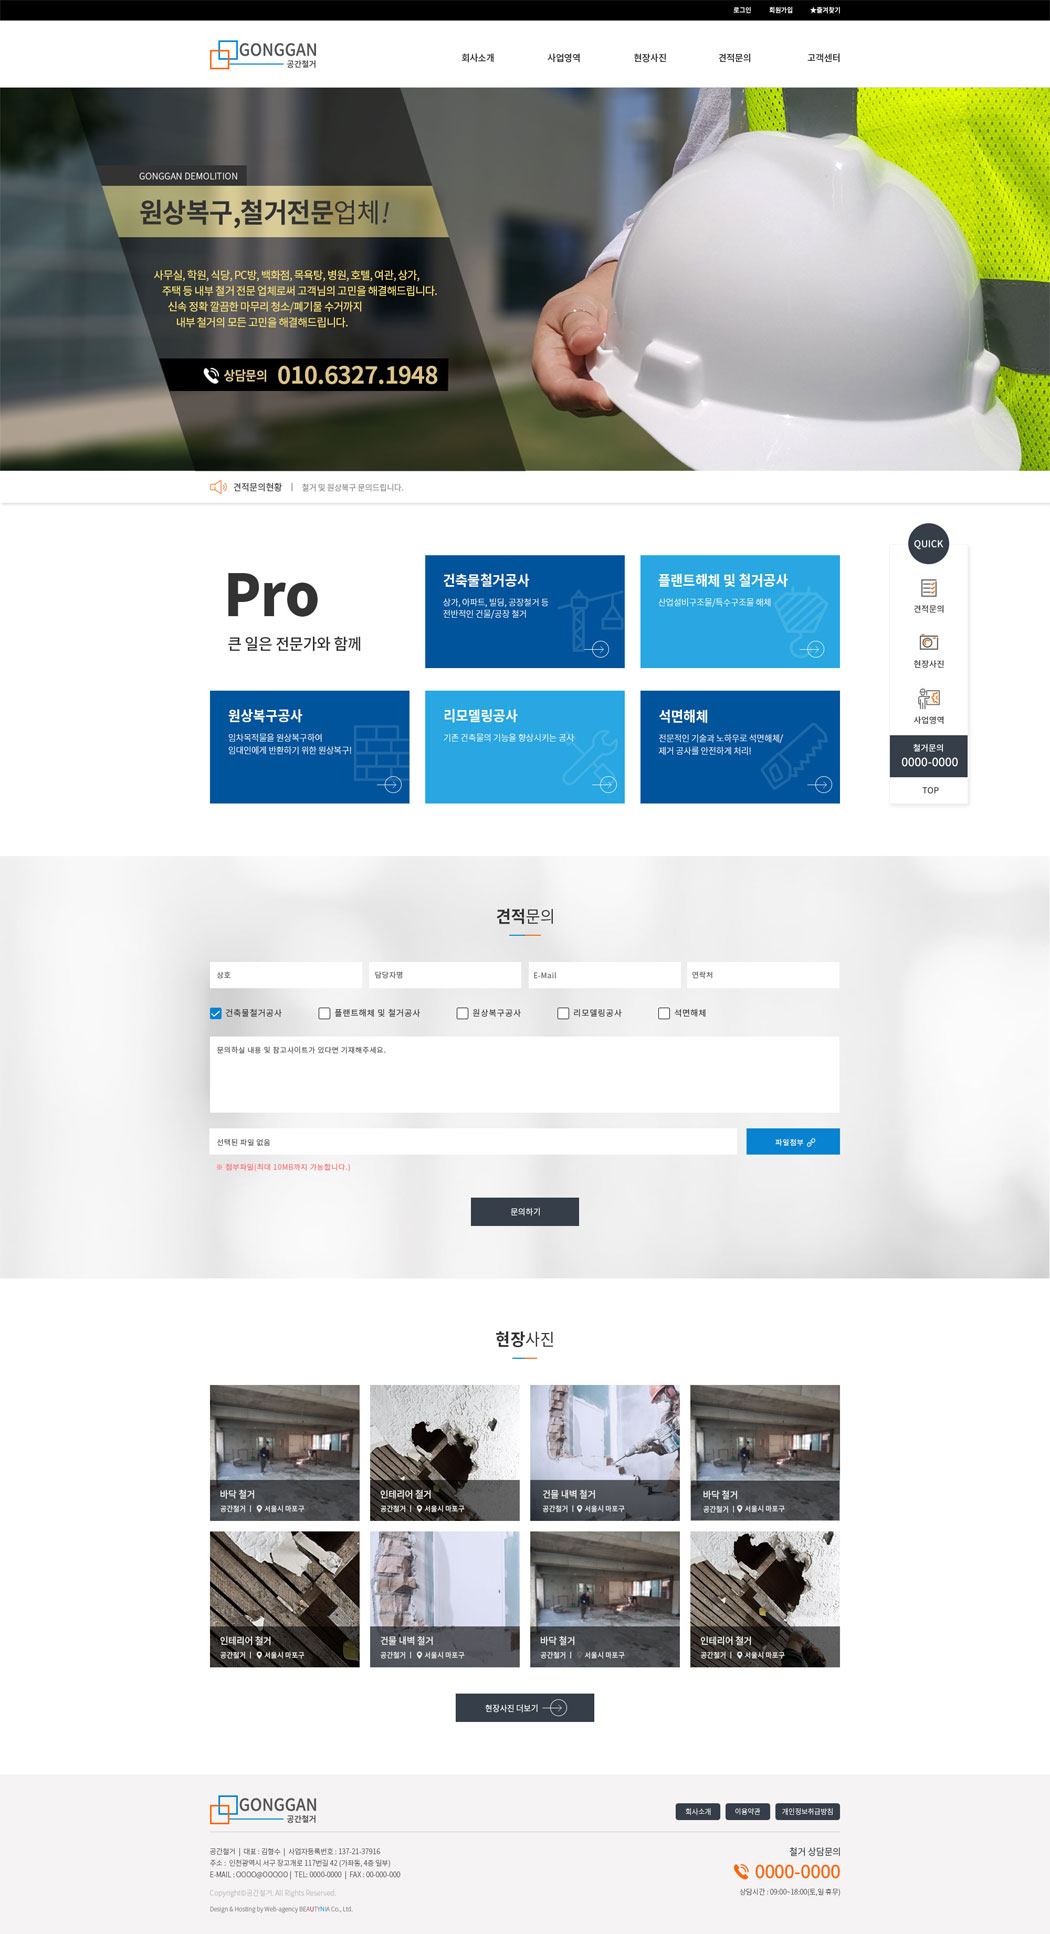 로그인 회원가입 ★즐겨찾기
GONGGAN
공간철거
회사소개 사업영역 현장사진 견적문의 고객센터
GONGGAN DEMOLITION
원상복구,철거전문업체!
사무실, 학원, 식당, PC방, 백화점, 목욕탕, 병원, 호텔, 여관, 상가,
주택 등 내부 철거 전문 업체로써 고객님의 고민을 해결해드립니다.
신속 정확 깔끔한 마무리 청소/폐기물 수거까지
내부 철거의 모든 고민을 해결해드립니다.
상담문의 010.6327.1948
견적문의현황 | 철거 및 원상복구 문의드립니다.
QUICK
견적문의
현장사진
사업영역
철거문의
0000-0000
TOP
Pro
큰 일은 전문가와 함께
건축물철거공사
상가, 아파트, 빌딩, 공장철거 등
전반적인 건물/공장 철거
플랜트해체 및 철거공사
산업설비구조물/특수구조물 해체
원상복구공사
임차목적물을 원상복구하여
임대인에게 반환하기 위한 원상복구!
리모델링공사
기존 건축물의 기능을 향상시키는 공사
석면해체
전문적인 기술과 노하우로 석면해체/
제거 공사를 안전하게 처리!
견적문의
상호 담당자명 E-Mail 연락처
건축물철거공사 플랜트해체 및 철거공사 원상복구공사 리모델링공사 석면해체
문의하실 내용 및 참고사이트가 있다면 기재해주세요.
선택된 파일 없음 파일첨부
※ 첨부파일(최대 10MB까지 가능합니다.)
문의하기
현장사진
바닥 철거
공간철거 | 서울시 마포구
인테리어 철거
공간철거 | 서울시 마포구
건물 내벽 철거
공간철거 | 서울시 마포구
바닥 철거
공간철거 | 서울시 마포구
인테리어 철거
공간철거 | 서울시 마포구
건물 내벽 철거
공간철거 | 서울시 마포구
바닥 철거
공간철거 | 서울시 마포구
인테리어 철거
공간철거 | 서울시 마포구
현장사진 더보기
GONGGAN
공간철거
회사소개 이용약관 개인정보취급방침
공간철거 | 대표 : 김형수 | 사업자등록번호 : 137-21-37916
주소 : 인천광역시 서구 장고개로 117번길 42 (가좌동, 4층 일부)
E-MAIL : OOOO@OOOOO | TEL: 0000-0000 | FAX : 00-000-000
Copyright©공간철거. All Rights Reserved.
Design & Hosting by Web-agency BEAUTYNIA Co., Ltd.
철거 상담문의
0000-0000
상담시간 : 09:00~18:00(토,일 휴무)